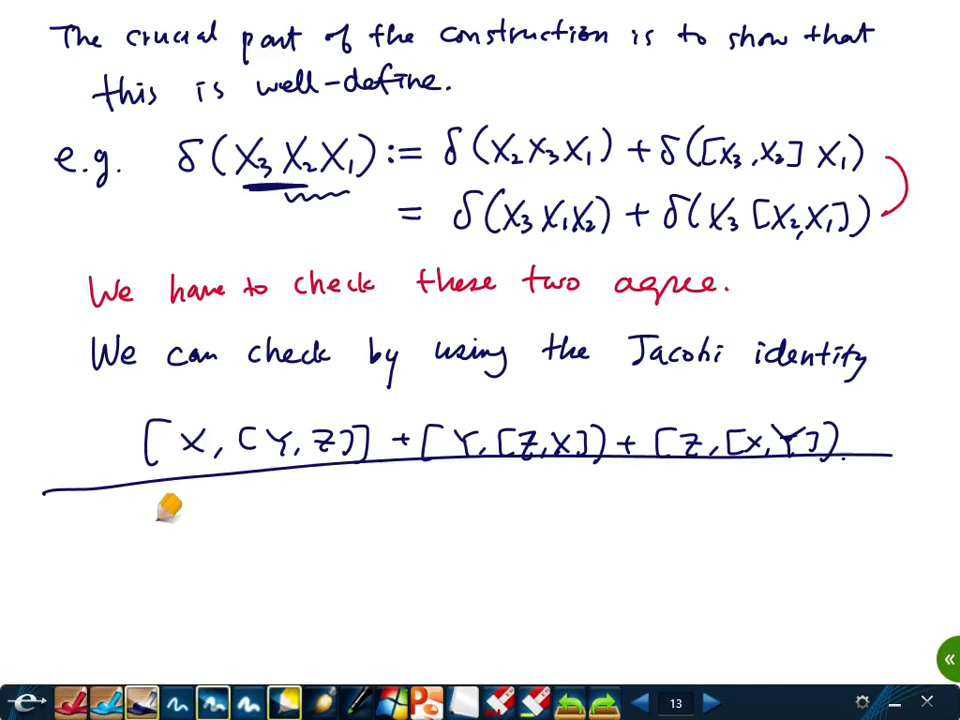 The crucial part of the construction is to show that
this is well-define.
e.g. δ(X₃X₂X₁) := δ(X₂X₃X₁) + δ([X₃,X₂] X₁)
= δ(X₃X₁X₂) + δ(X₃ [X₂,X₁])
We have to check these two agree.
We can check by using the Jacobi identity
[X, [Y, Z]] + [Y, [Z,X]] + [Z, [X,Y]].
13